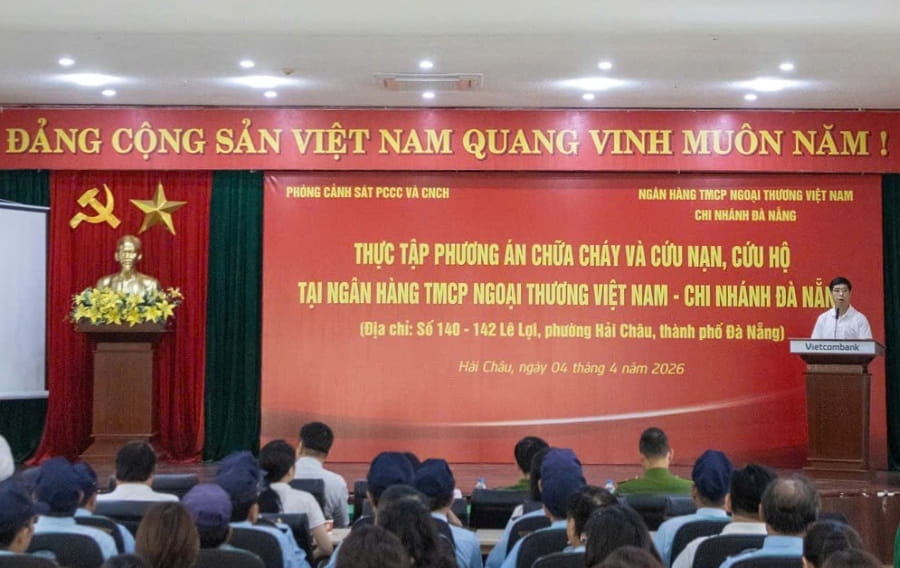 ĐẢNG CỘNG SẢN VIỆT NAM QUANG VINH MUÔN NĂM !
PHÒNG CẢNH SÁT PCCC VÀ CNCH
NGÂN HÀNG TMCP NGOẠI THƯƠNG VIỆT NAM
CHI NHÁNH ĐÀ NẴNG
THỰC TẬP PHƯƠNG ÁN CHỮA CHÁY VÀ CỨU NẠN, CỨU HỘ
TẠI NGÂN HÀNG TMCP NGOẠI THƯƠNG VIỆT NAM - CHI NHÁNH ĐÀ NẴN
(Địa chỉ: Số 140 - 142 Lê Lợi, phường Hải Châu, thành phố Đà Nẵng)
Hải Châu, ngày 04 tháng 4 năm 2026
Vietcombank